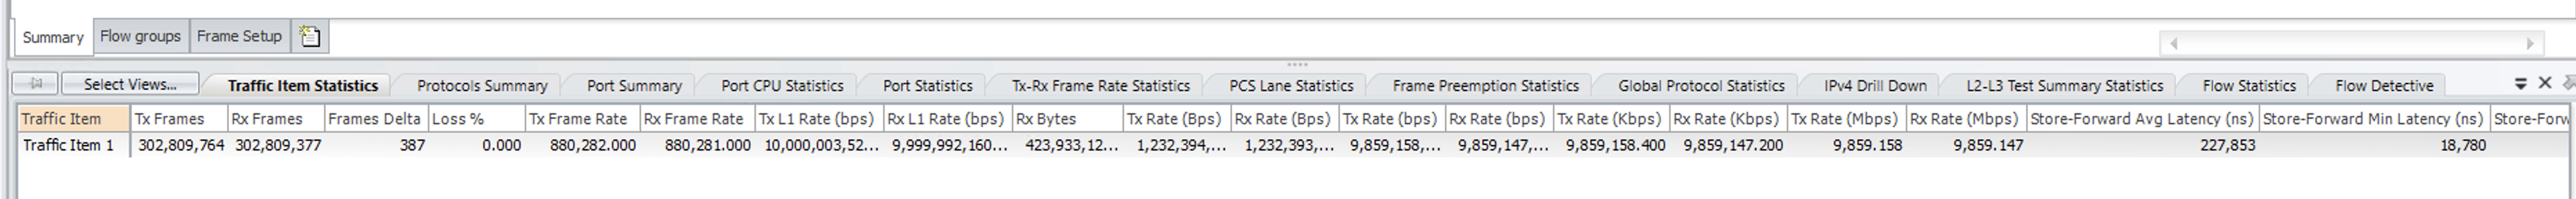 Summary Flow groups Frame Setup
Select Views... Traffic Item Statistics Protocols Summary Port Summary Port CPU Statistics Port Statistics Tx-Rx Frame Rate Statistics PCS Lane Statistics Frame Preemption Statistics Global Protocol Statistics IPv4 Drill Down L2-L3 Test Summary Statistics Flow Statistics Flow Detective
Traffic Item Tx Frames Rx Frames Frames Delta Loss % Tx Frame Rate Rx Frame Rate Tx L1 Rate (bps) Rx L1 Rate (bps) Rx Bytes Tx Rate (Bps) Rx Rate (Bps) Tx Rate (bps) Rx Rate (bps) Tx Rate (Kbps) Rx Rate (Kbps) Tx Rate (Mbps) Rx Rate (Mbps) Store-Forward Avg Latency (ns) Store-Forward Min Latency (ns) Store-Forw
Traffic Item 1 302,809,764 302,809,377 387 0.000 880,282.000 880,281.000 10,000,003,52... 9,999,992,160... 423,933,12... 1,232,394,... 1,232,393,... 9,859,158,... 9,859,147,... 9,859,158.400 9,859,147.200 9,859.158 9,859.147 227,853 18,780